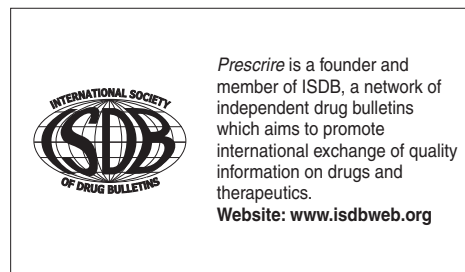 INTERNATIONAL SOCIETY
ISDB
OF DRUG BULLETINS
Prescrire is a founder and
member of ISDB, a network of
independent drug bulletins
which aims to promote
international exchange of quality
information on drugs and
therapeutics.
Website: www.isdbweb.org